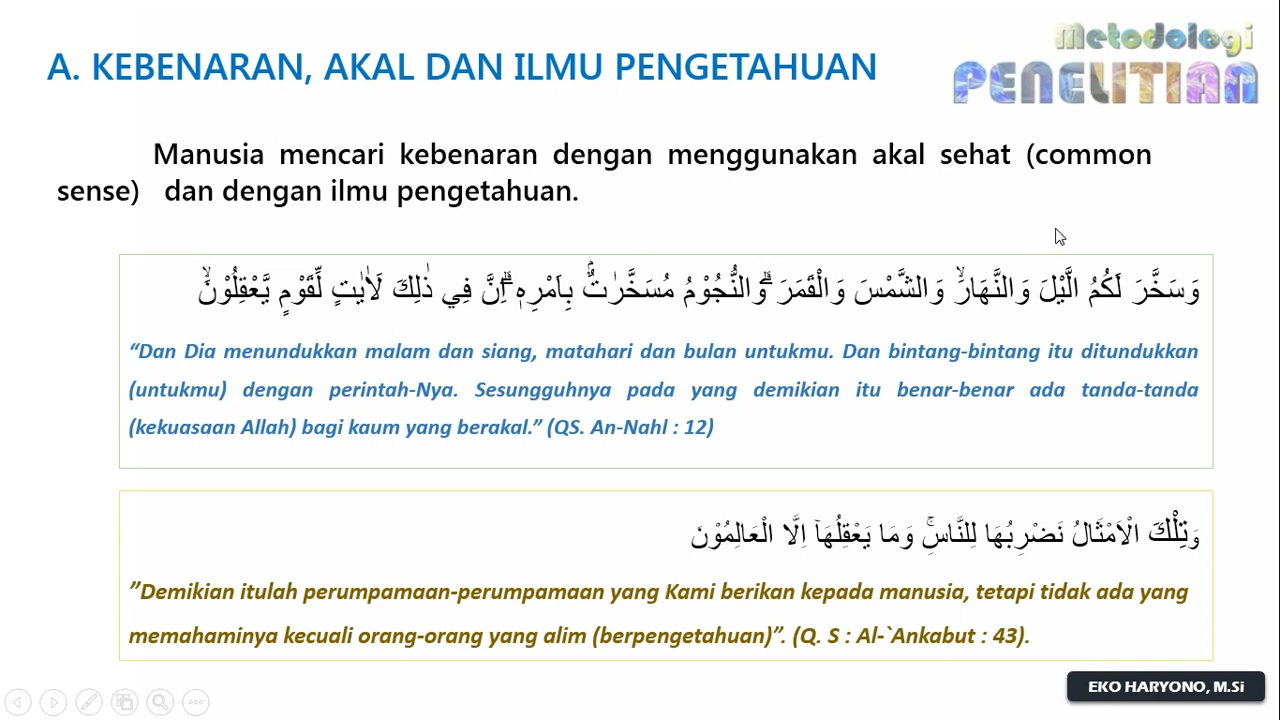 Metodologi
PENELITIAN
A. KEBENARAN, AKAL DAN ILMU PENGETAHUAN
Manusia mencari kebenaran dengan menggunakan akal sehat (common
sense) dan dengan ilmu pengetahuan.
وَسَخَّرَ لَكُمُ الَّيْلَ وَالنَّهَارَۙ وَالشَّمْسَ وَالْقَمَرَ ۗوَالنُّجُوْمُ مُسَخَّرٰتٌۢ بِاَمْرِهٖ ۗاِنَّ فِي ذٰلِكَ لَاٰيٰتٍ لِّقَوْمٍ يَّعْقِلُوْنَۙ
“Dan Dia menundukkan malam dan siang, matahari dan bulan untukmu. Dan bintang-bintang itu ditundukkan
(untukmu) dengan perintah-Nya. Sesungguhnya pada yang demikian itu benar-benar ada tanda-tanda
(kekuasaan Allah) bagi kaum yang berakal.” (QS. An-Nahl : 12)
وَتِلْكَ الْاَمْثَالُ نَضْرِبُهَا لِلنَّاسِۚ وَمَا يَعْقِلُهَآ اِلَّا الْعَالِمُوْنَ
”Demikian itulah perumpamaan-perumpamaan yang Kami berikan kepada manusia, tetapi tidak ada yang
memahaminya kecuali orang-orang yang alim (berpengetahuan)”. (Q. S : Al-`Ankabut : 43).
EKO HARYONO, M.Si